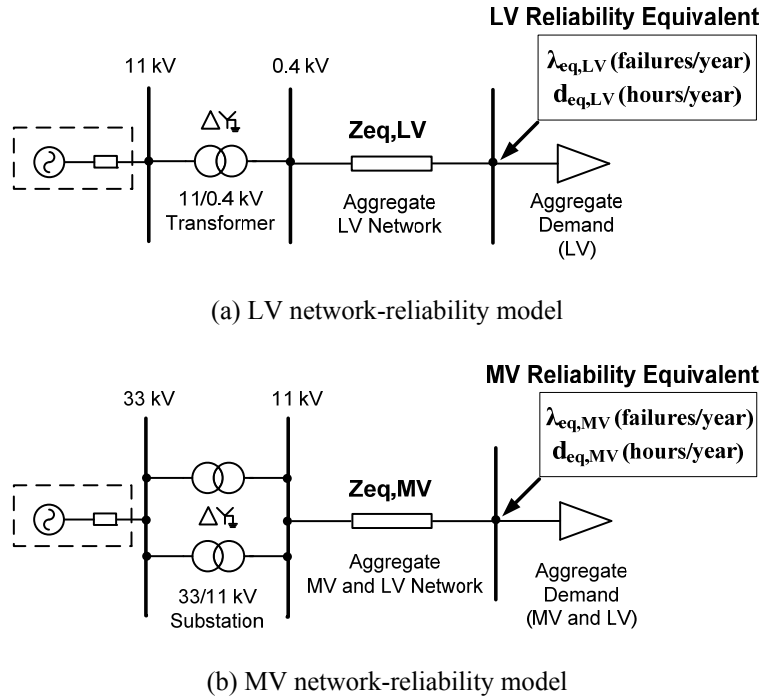 LV Reliability Equivalent
λeq,LV (failures/year)
deq,LV (hours/year)
11 kV
0.4 kV
Zeq,LV
11/0.4 kV
Transformer
Aggregate
LV Network
Aggregate
Demand
(LV)
(a) LV network-reliability model
MV Reliability Equivalent
λeq,MV (failures/year)
deq,MV (hours/year)
33 kV
11 kV
Zeq,MV
33/11 kV
Substation
Aggregate
MV and LV Network
Aggregate
Demand
(MV and LV)
(b) MV network-reliability model